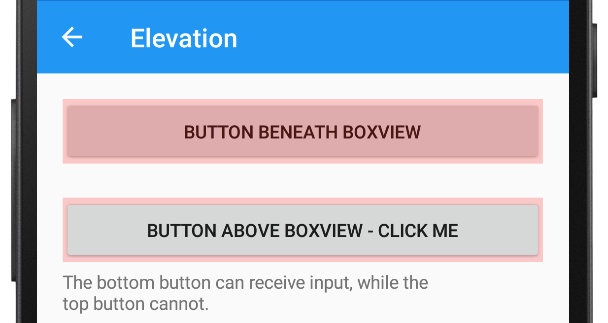 Elevation
BUTTON BENEATH BOXVIEW
BUTTON ABOVE BOXVIEW - CLICK ME
The bottom button can receive input, while the
top button cannot.